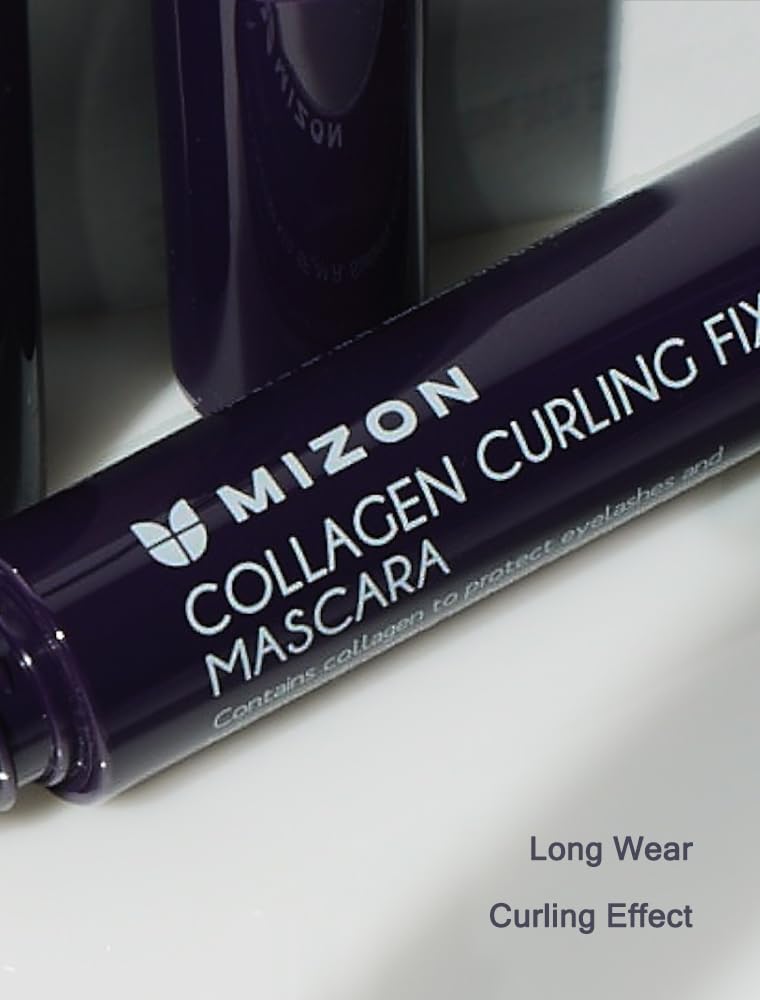 MIZON
COLLAGEN CURLING FIX
MASCARA
Contains collagen to protect eyelashes and
Long Wear
Curling Effect